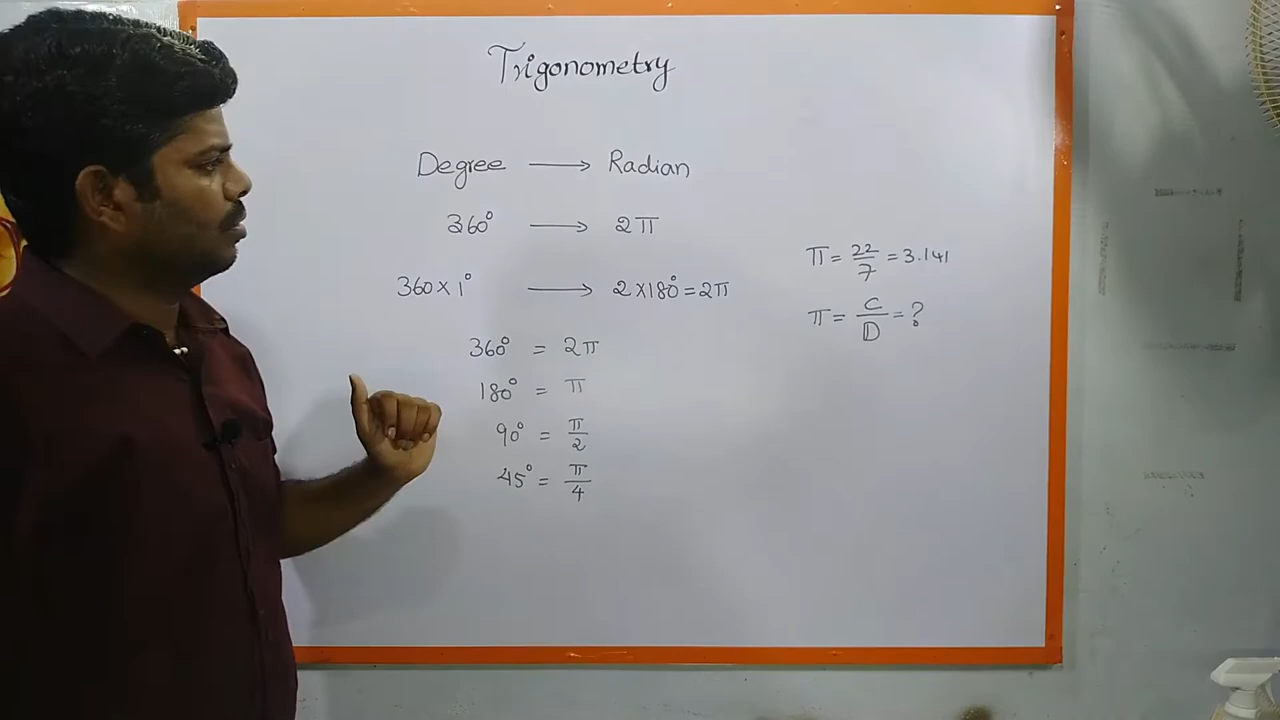 Trigonometry
Degree → Radian
360° → 2π
360×1° → 2×180°=2π
360° = 2π
180° = π
90° = π/2
45° = π/4
π = 22/7 = 3.141
π = C/D = ?